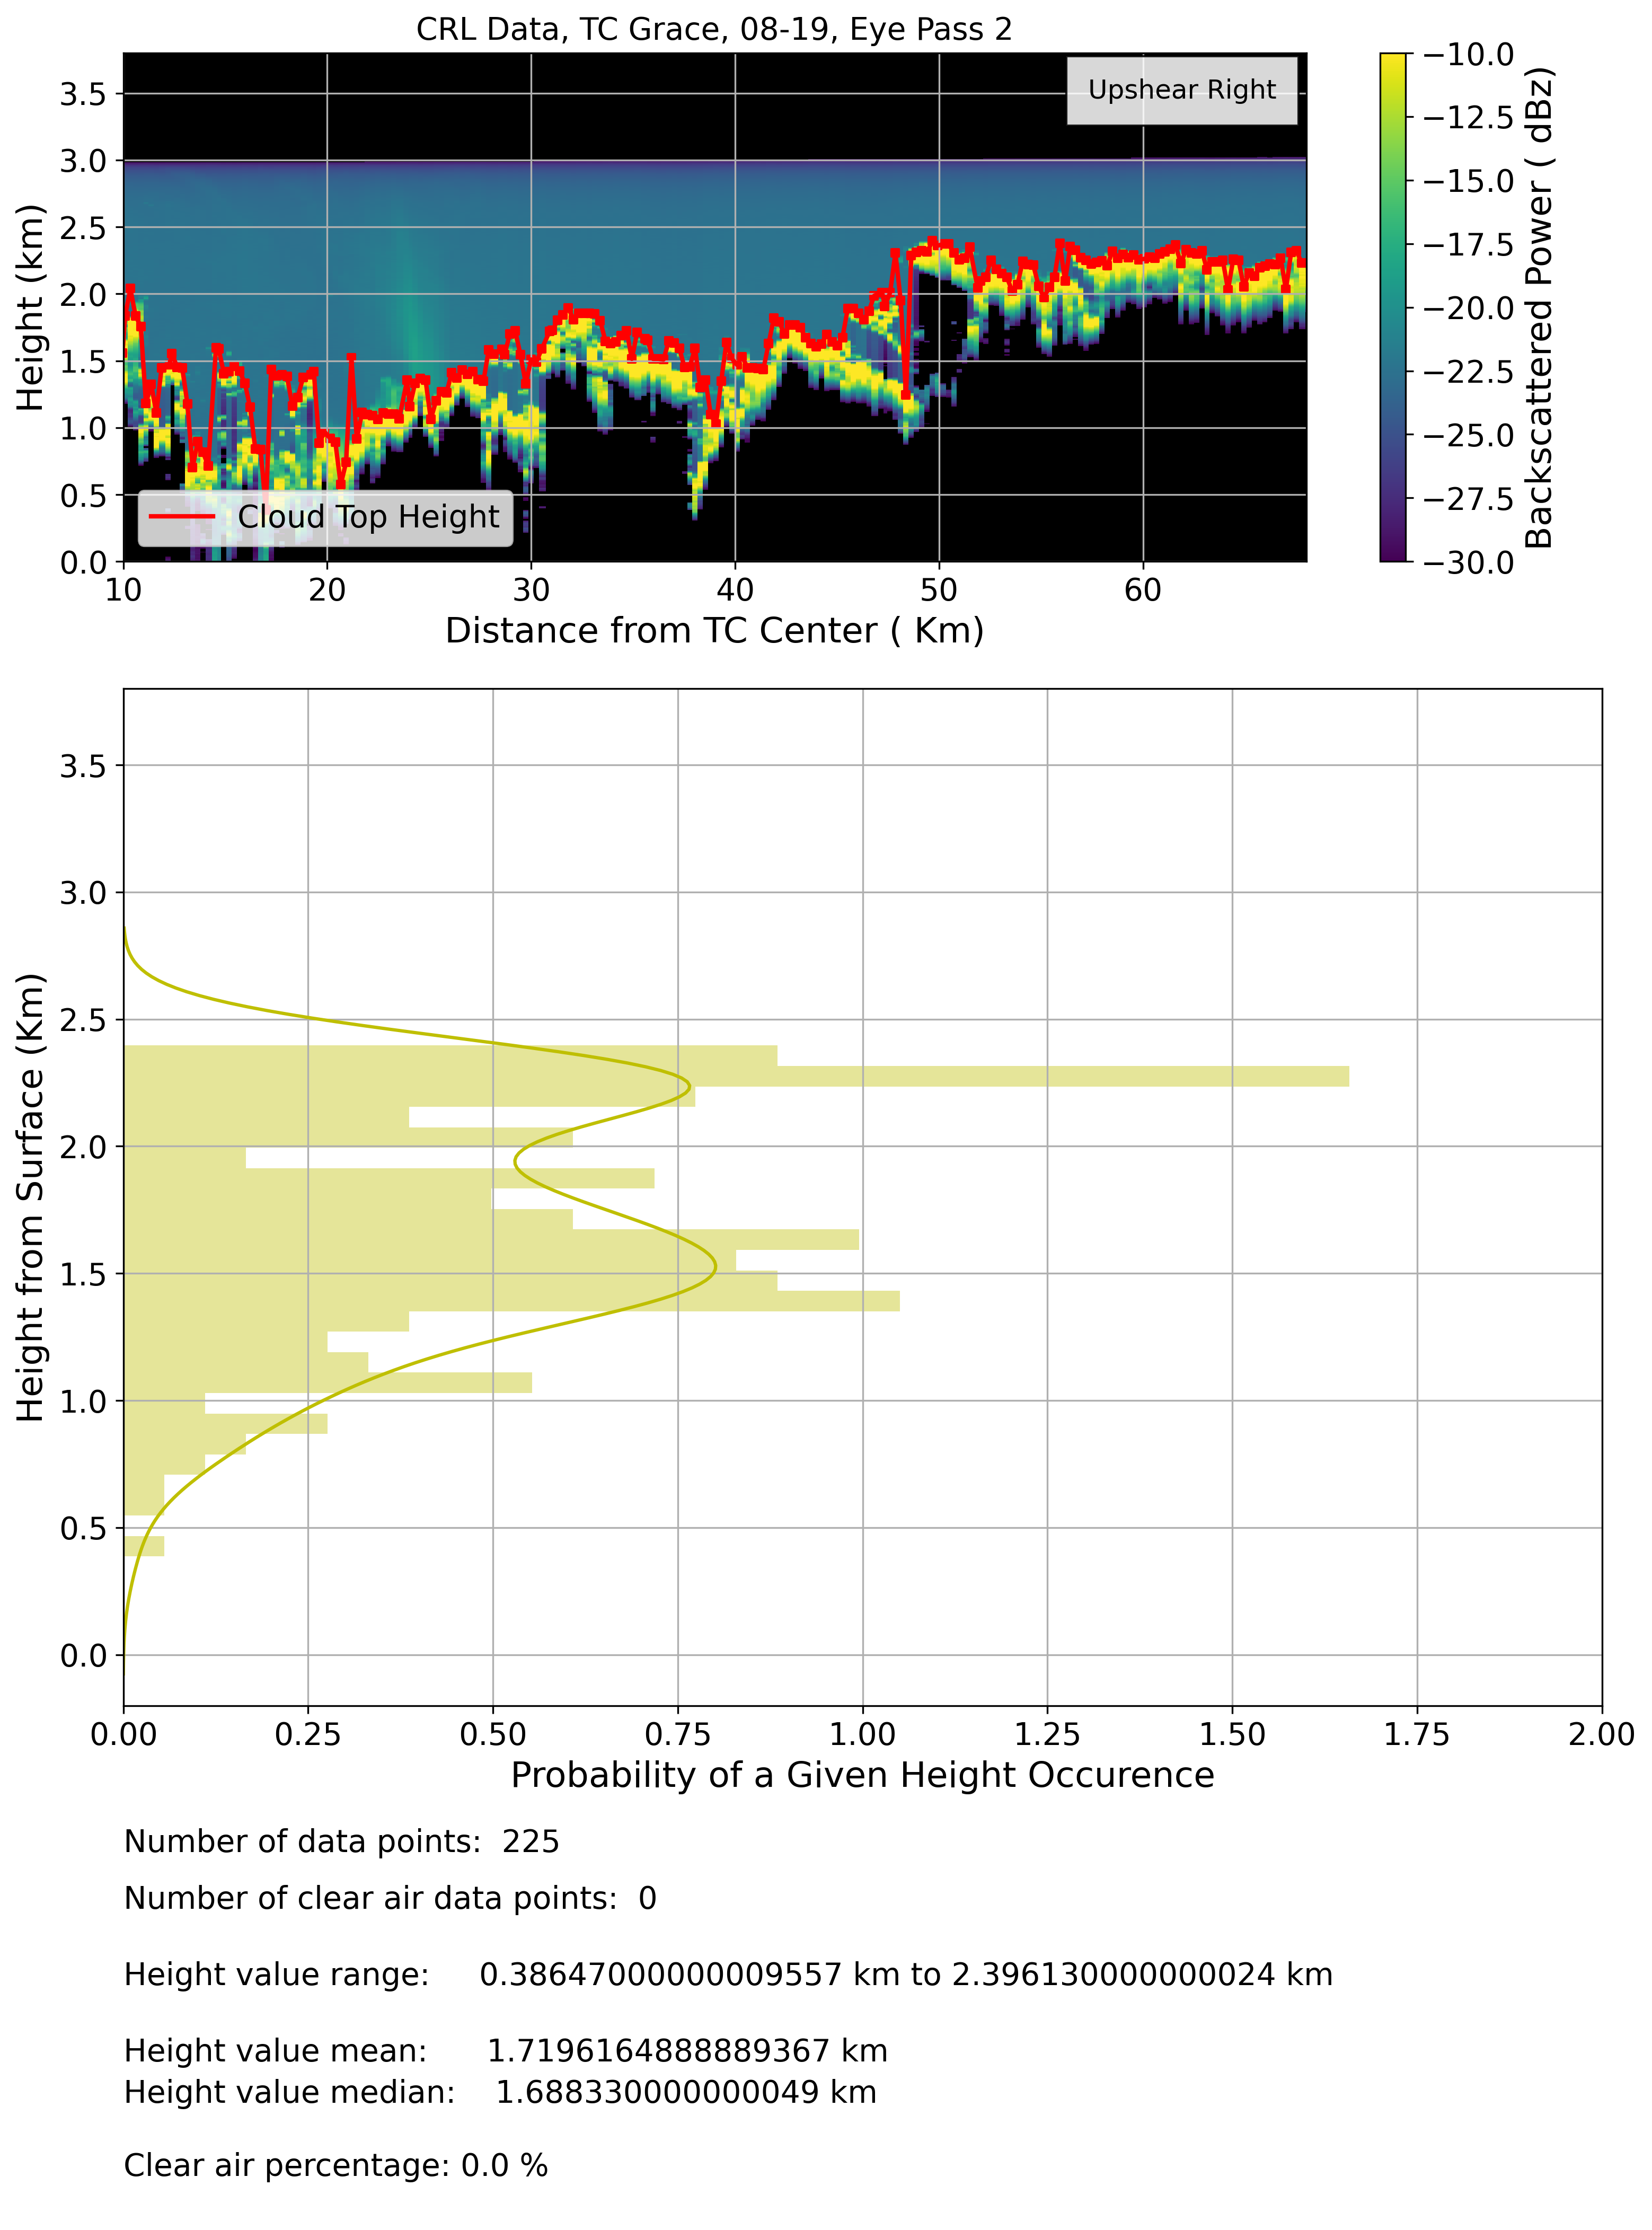 CRL Data, TC Grace, 08-19, Eye Pass 2
Upshear Right
Height (km)
3.5
3.0
2.5
2.0
1.5
1.0
0.5
0.0
Cloud Top Height
10 20 30 40 50 60
Distance from TC Center ( Km)
−10.0
−12.5
−15.0
−17.5
−20.0
−22.5
−25.0
−27.5
−30.0
Backscattered Power ( dBz)
Height from Surface (Km)
3.5
3.0
2.5
2.0
1.5
1.0
0.5
0.0
0.00 0.25 0.50 0.75 1.00 1.25 1.50 1.75 2.00
Probability of a Given Height Occurence
Number of data points: 225
Number of clear air data points: 0
Height value range: 0.38647000000009557 km to 2.396130000000024 km
Height value mean: 1.7196164888889367 km
Height value median: 1.688330000000049 km
Clear air percentage: 0.0 %